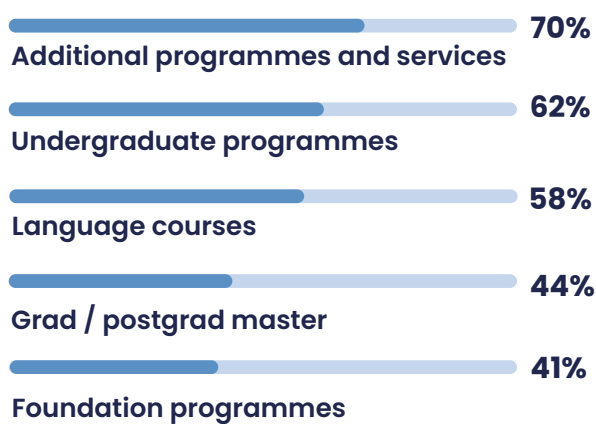 70%
Additional programmes and services
62%
Undergraduate programmes
58%
Language courses
44%
Grad / postgrad master
41%
Foundation programmes